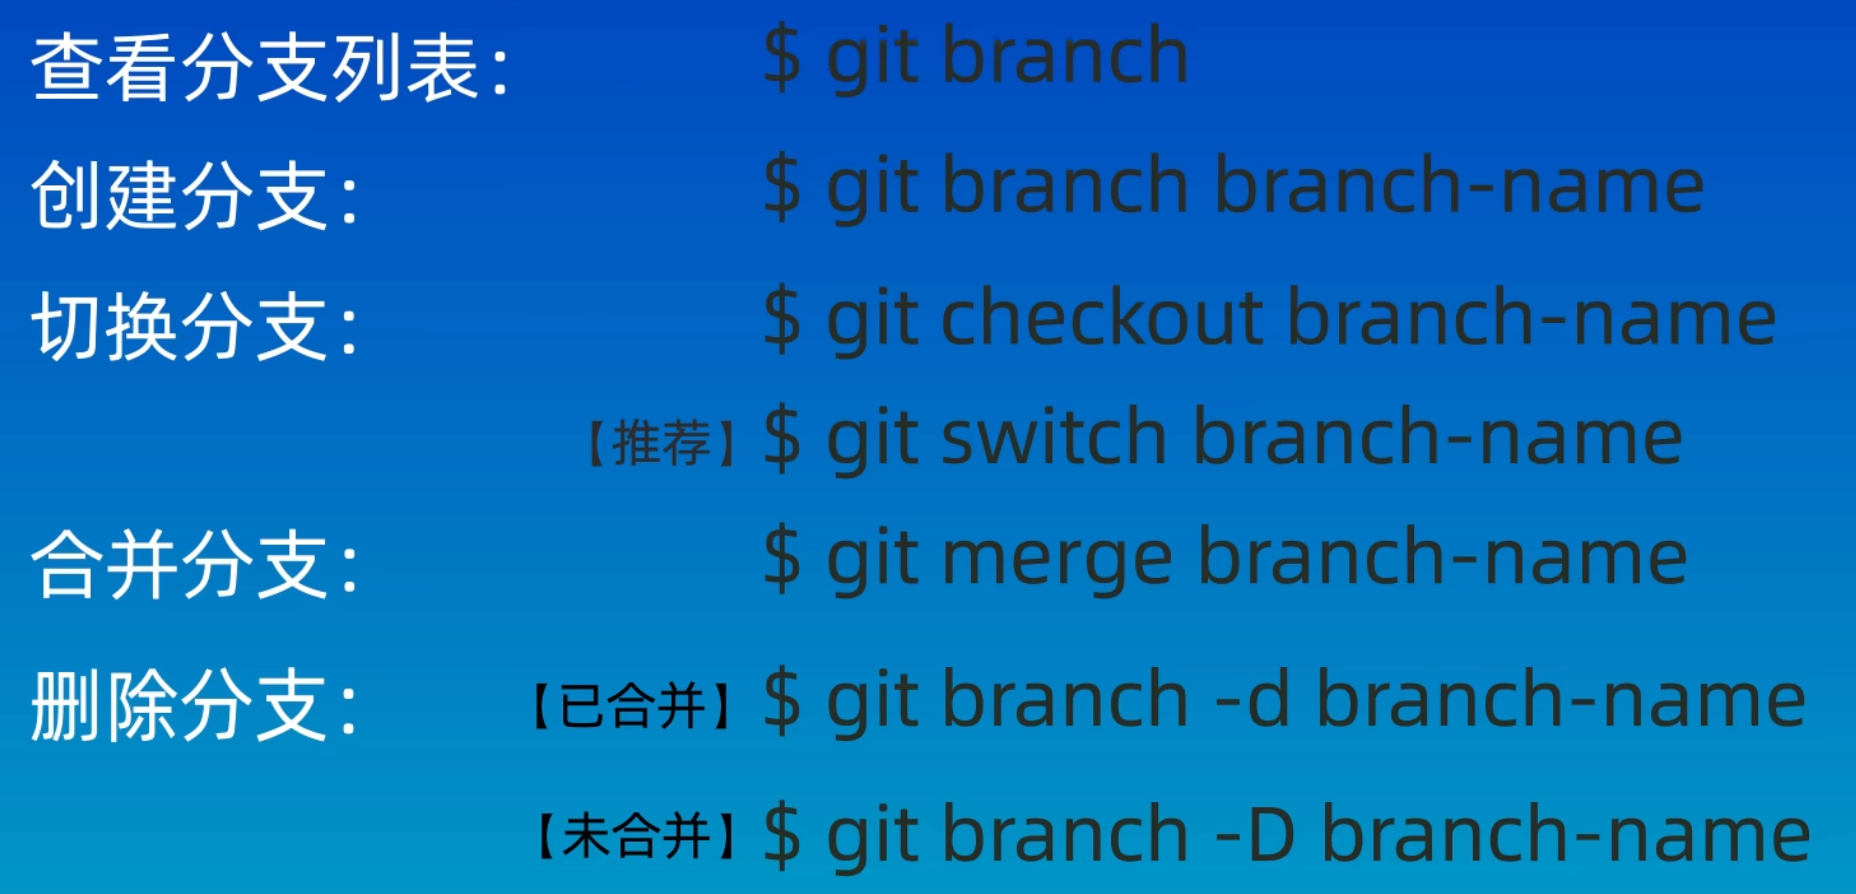 查看分支列表： $ git branch
创建分支： $ git branch branch-name
切换分支： $ git checkout branch-name
【推荐】 $ git switch branch-name
合并分支： $ git merge branch-name
删除分支： 【已合并】 $ git branch -d branch-name
【未合并】 $ git branch -D branch-name